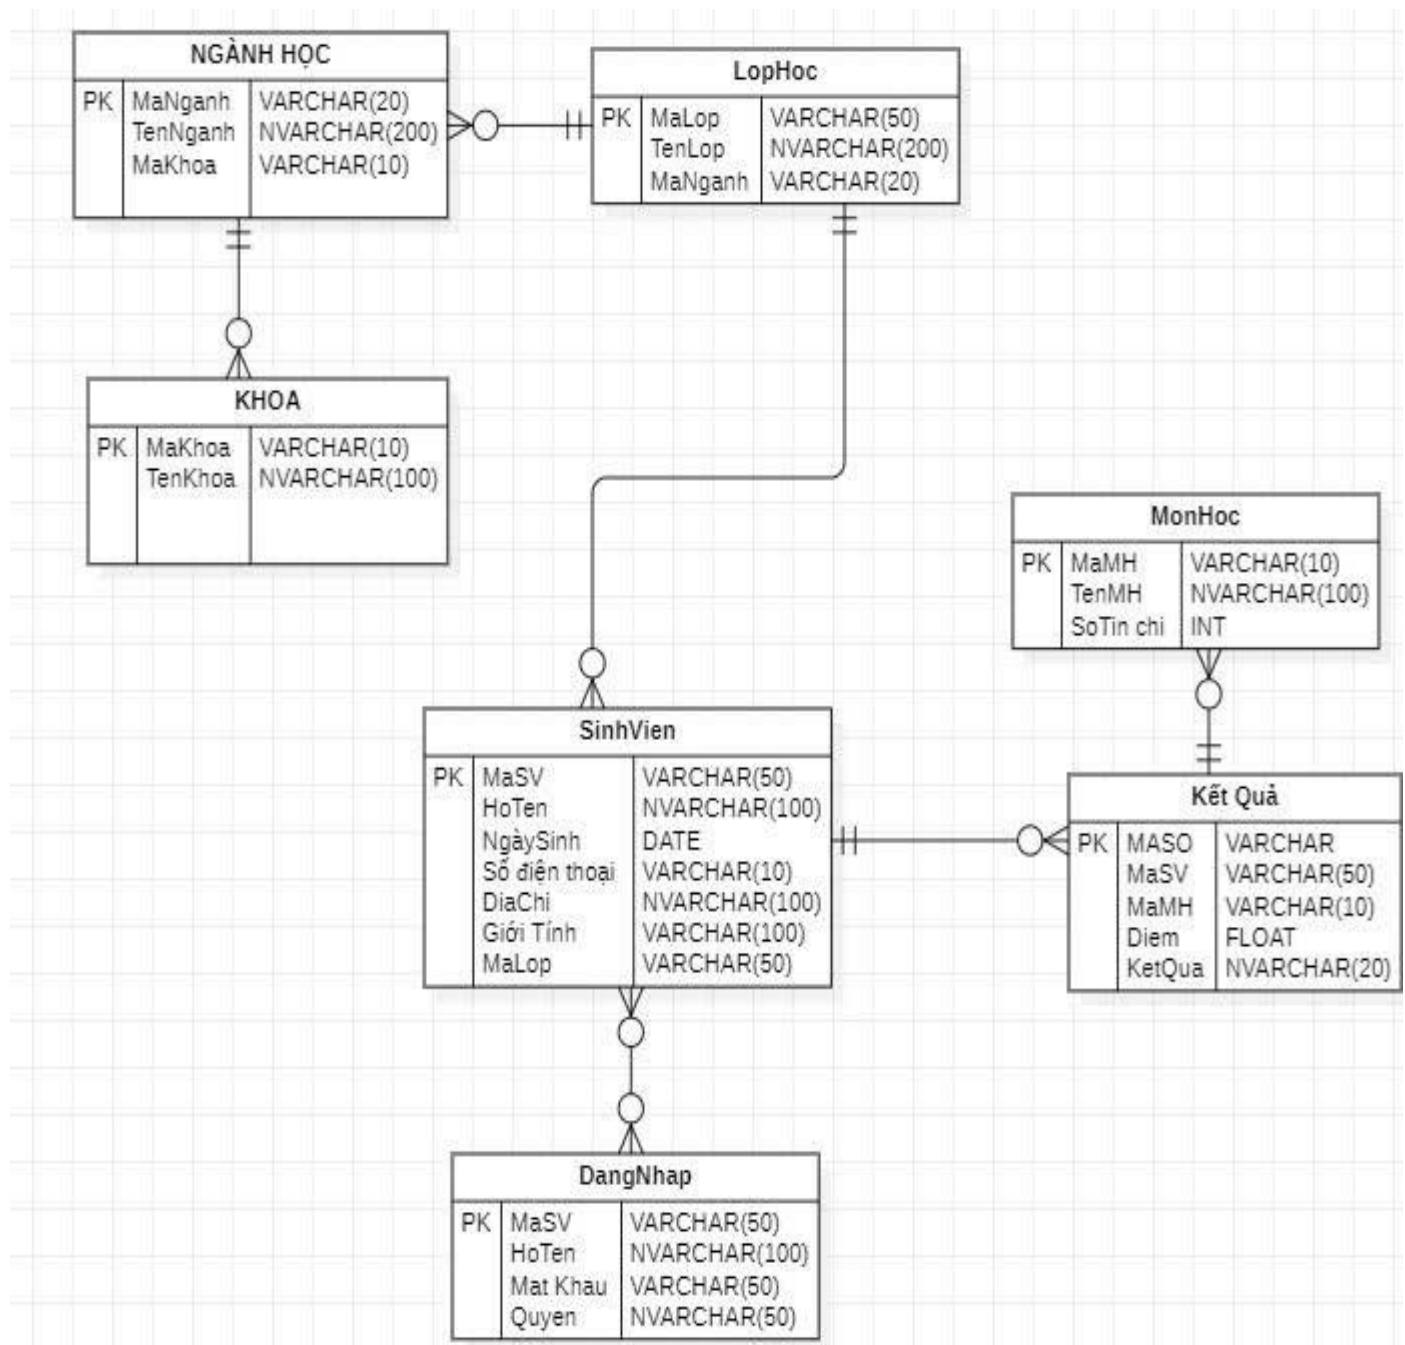 NGÀNH HỌC
PK MaNganh VARCHAR(20)
TenNganh NVARCHAR(200)
MaKhoa VARCHAR(10)
LopHoc
PK MaLop VARCHAR(50)
TenLop NVARCHAR(200)
MaNganh VARCHAR(20)
KHOA
PK MaKhoa VARCHAR(10)
TenKhoa NVARCHAR(100)
MonHoc
PK MaMH VARCHAR(10)
TenMH NVARCHAR(100)
SoTin chi INT
SinhVien
PK MaSV VARCHAR(50)
HoTen NVARCHAR(100)
NgàySinh DATE
Số điện thoại VARCHAR(10)
DiaChi NVARCHAR(100)
Giới Tính VARCHAR(100)
MaLop VARCHAR(50)
Kết Quả
PK MASO VARCHAR
MaSV VARCHAR(50)
MaMH VARCHAR(10)
Diem FLOAT
KetQua NVARCHAR(20)
DangNhap
PK MaSV VARCHAR(50)
HoTen NVARCHAR(100)
Mat Khau VARCHAR(50)
Quyen NVARCHAR(50)